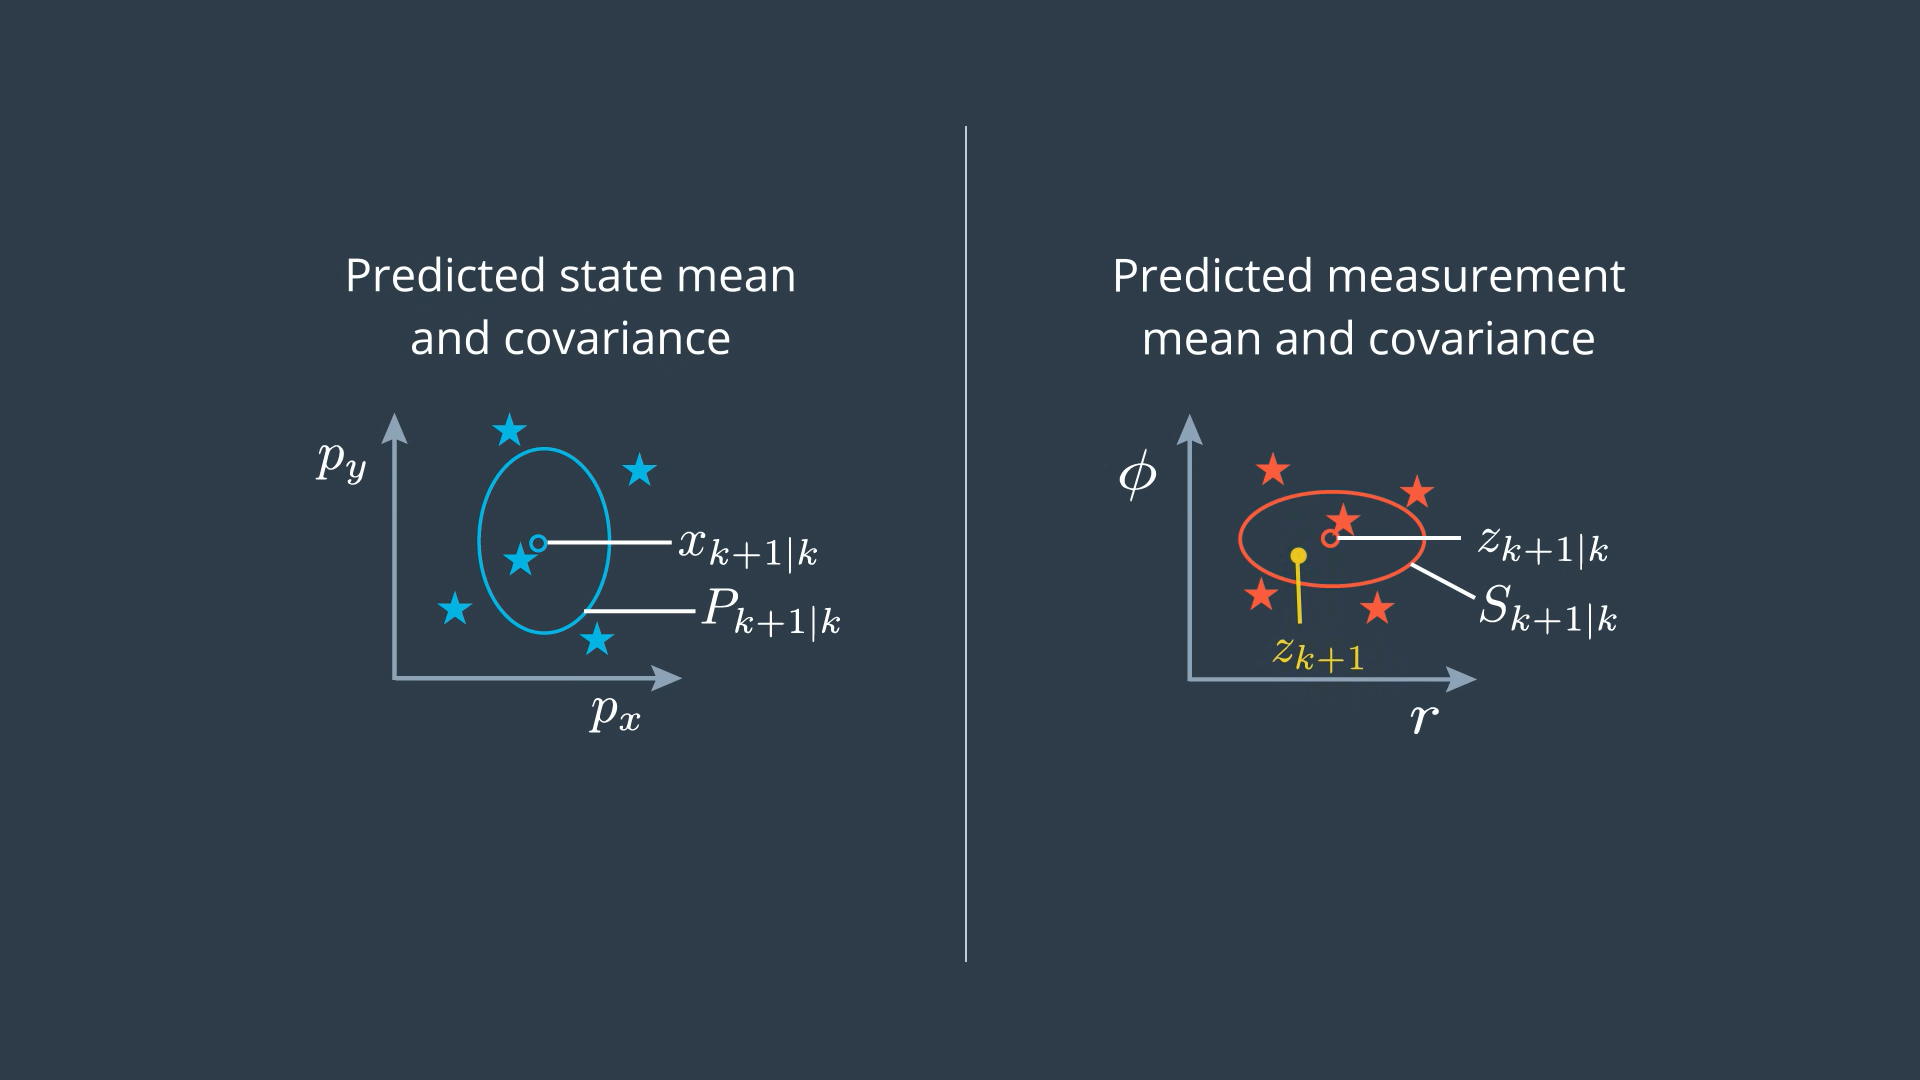 Predicted state mean
and covariance
p_y
x_{k+1|k}
P_{k+1|k}
p_x
Predicted measurement
mean and covariance
ϕ
z_{k+1|k}
S_{k+1|k}
z_{k+1}
r